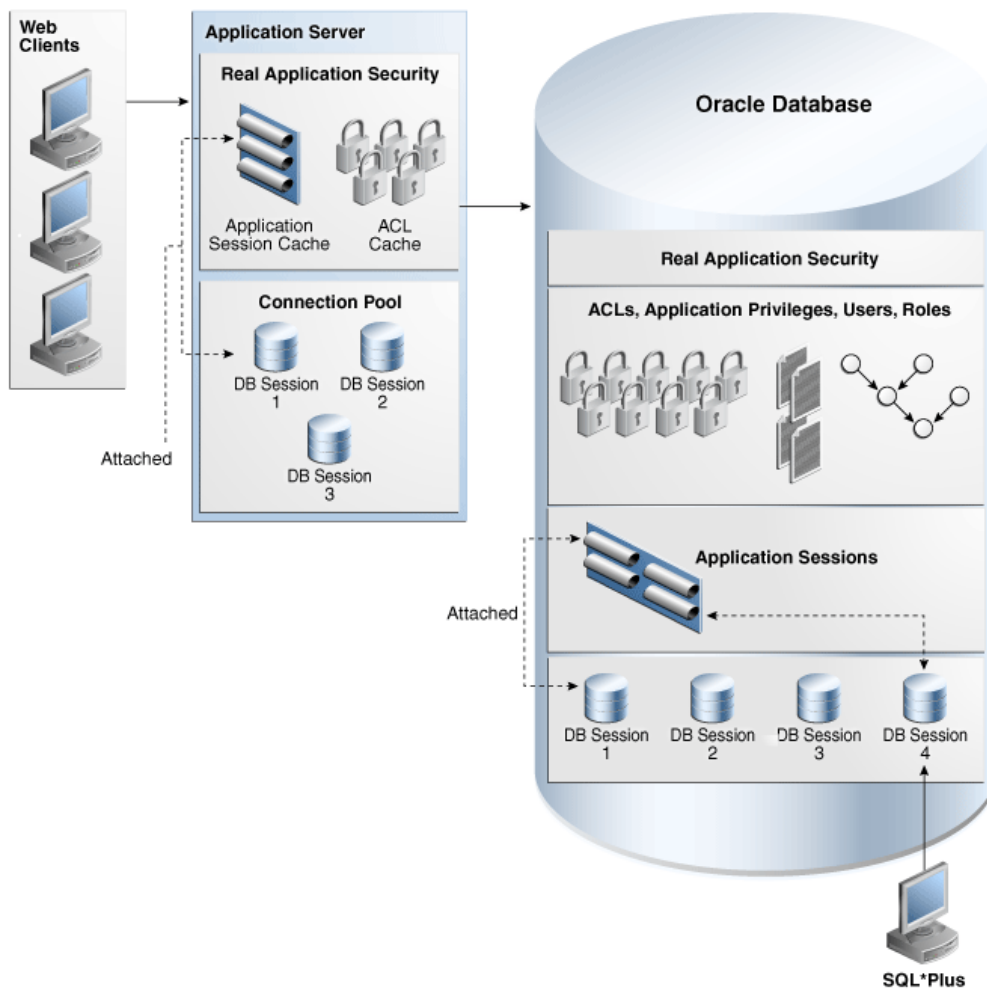 Web
Clients
Application Server
Real Application Security
Application
Session Cache
ACL
Cache
Connection Pool
DB Session
1
DB Session
2
DB Session
3
Attached
Oracle Database
Real Application Security
ACLs, Application Privileges, Users, Roles
Application Sessions
Attached
DB Session
1
DB Session
2
DB Session
3
DB Session
4
SQL*Plus